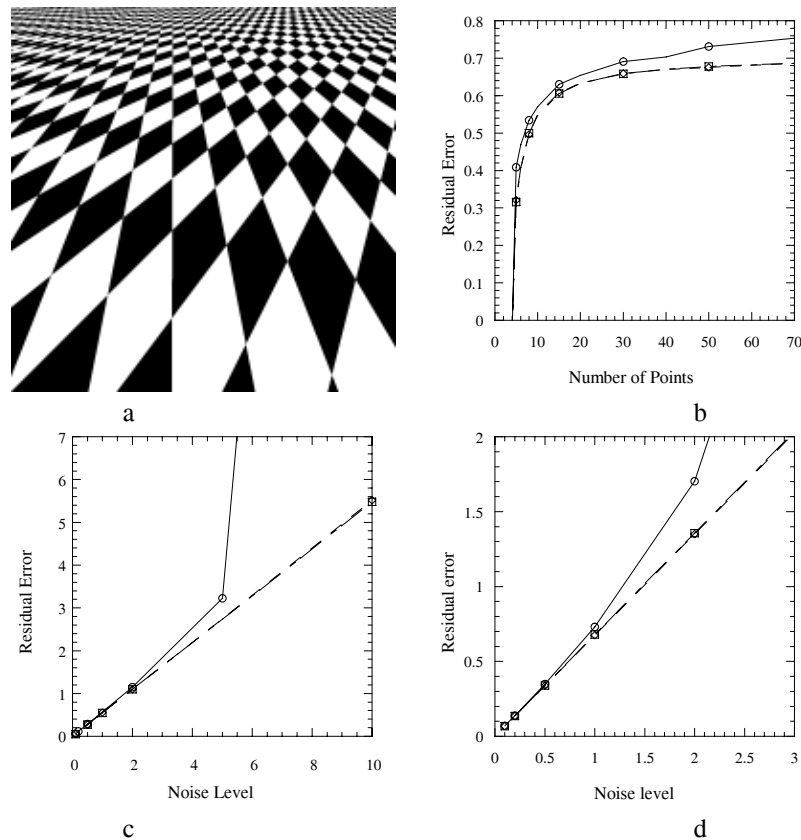 0.8
0.7
0.6
0.5
0.4
0.3
0.2
0.1
0
Residual Error
0 10 20 30 40 50 60 70
Number of Points
a
b
7
6
5
4
3
2
1
0
Residual Error
0 2 4 6 8 10
Noise Level
c
2
1.5
1
0.5
0
Residual error
0 0.5 1 1.5 2 2.5 3
Noise level
d